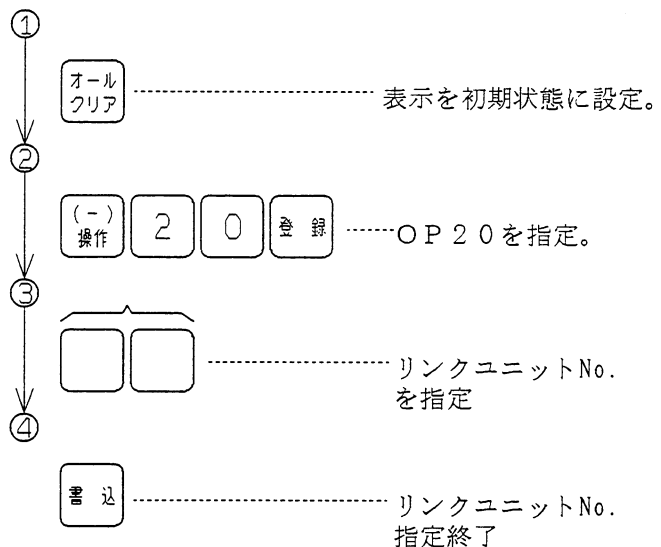 ①
オール
クリア
表示を初期状態に設定。
②
(－)
操作
2
0
登 録
OP20を指定。
③
リンクユニットNo.
を指定
④
書 込
リンクユニットNo.
指定終了